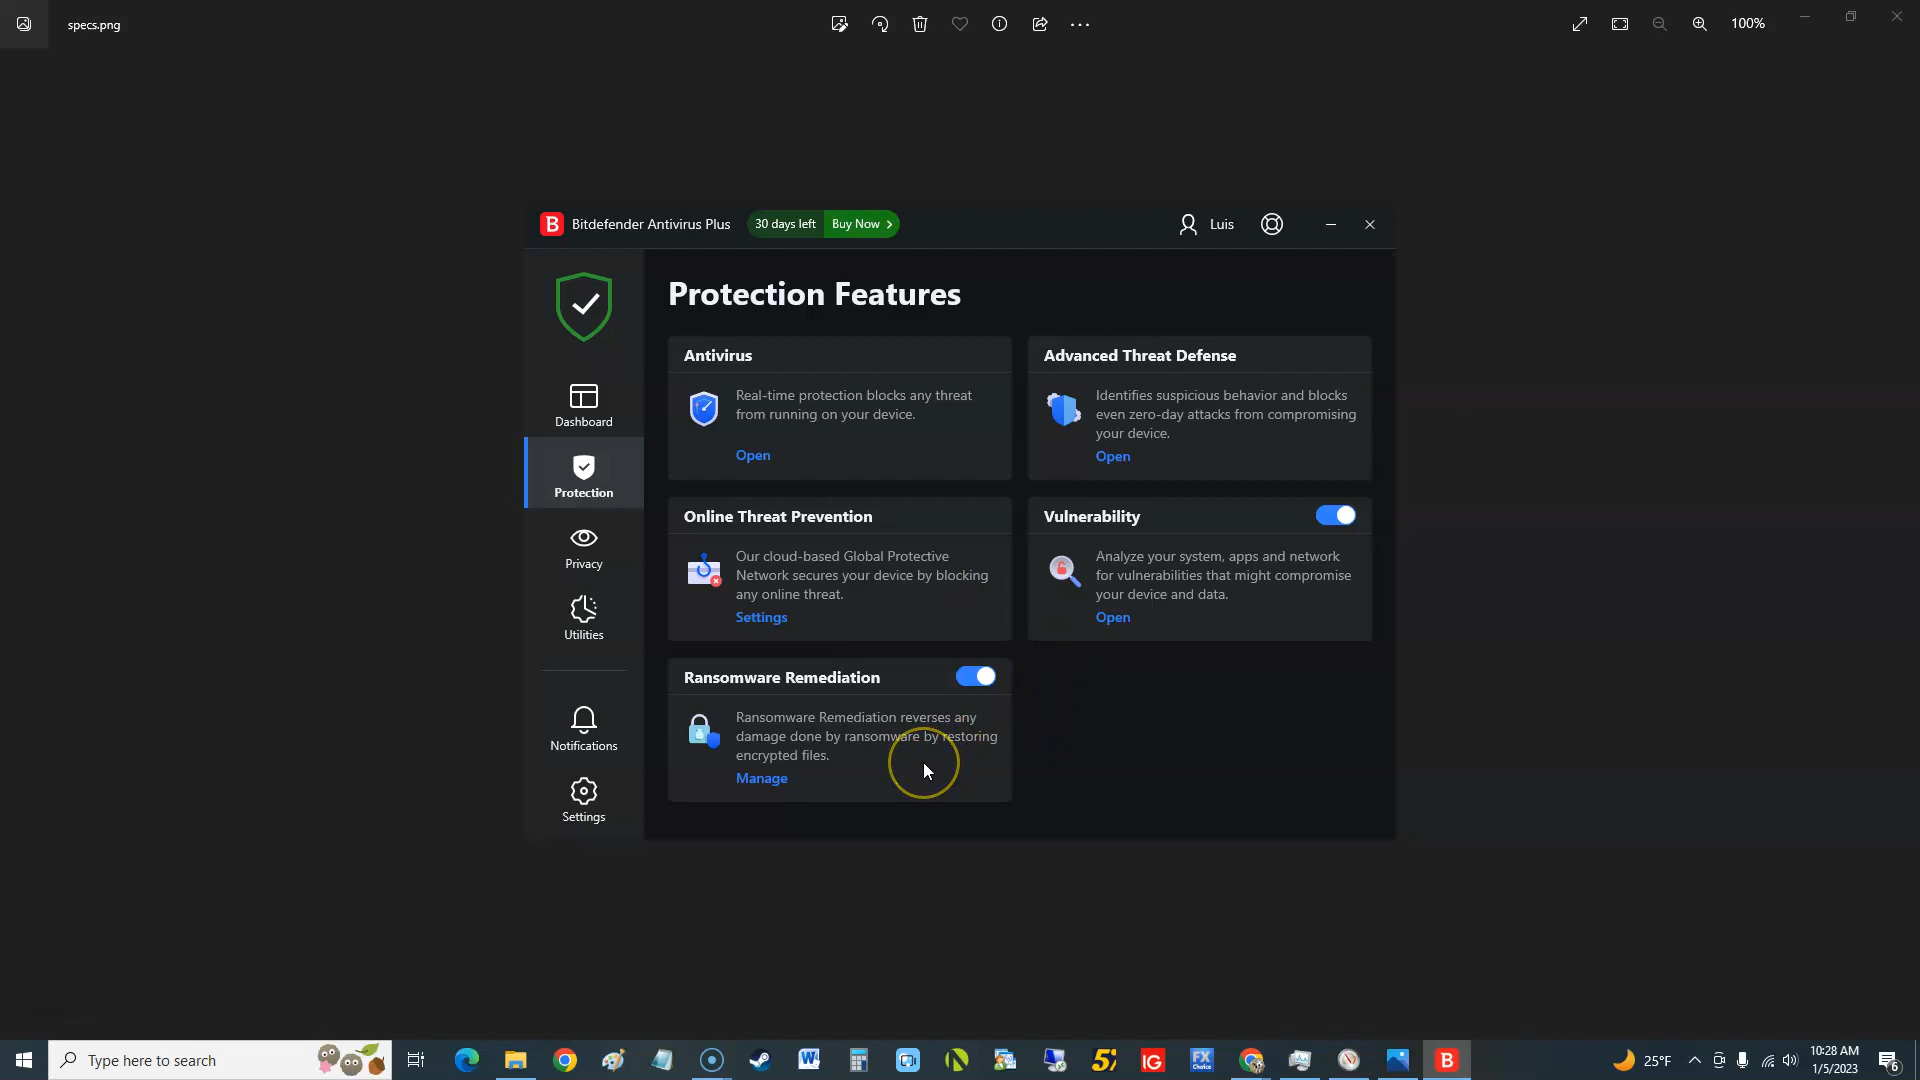 specs.png
100%
B Bitdefender Antivirus Plus
30 days left
Buy Now
Luis
Dashboard
Protection
Privacy
Utilities
Notifications
Settings
Protection Features
Antivirus
Real-time protection blocks any threat
from running on your device.
Open
Advanced Threat Defense
Identifies suspicious behavior and blocks
even zero-day attacks from compromising
your device.
Open
Online Threat Prevention
Our cloud-based Global Protective
Network secures your device by blocking
any online threat.
Settings
Vulnerability
Analyze your system, apps and network
for vulnerabilities that might compromise
your device and data.
Open
Ransomware Remediation
Ransomware Remediation reverses any
damage done by ransomware by restoring
encrypted files.
Manage
Type here to search
W
5
IG
FX
Choice
B
25°F
10:28 AM
1/5/2023
6